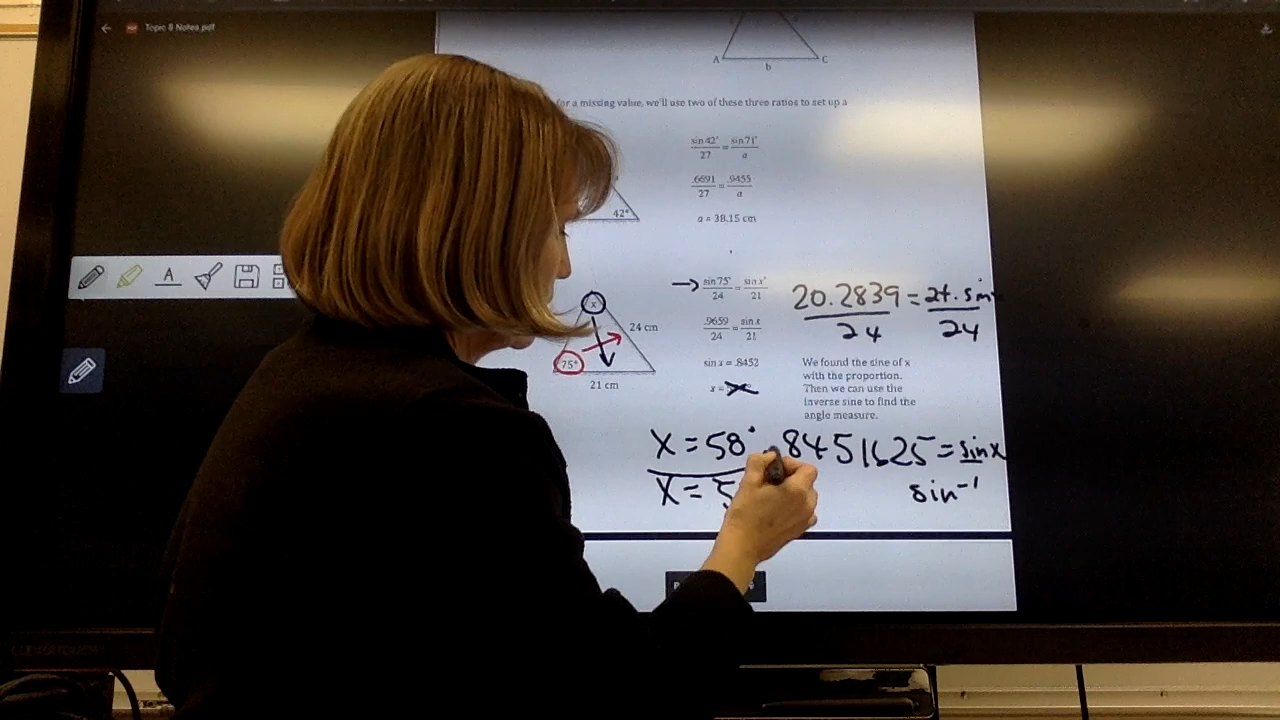 Topic 8 Notes.pdf
A b C
for a missing value, we'll use two of these three ratios to set up a
sin 42° / 27 = sin 71° / a
.6691 / 27 = .9455 / a
a = 38.15 cm
42°
A
→ sin 75° / 24 = sin x° / 21
20.2839 / 24 = 24 · sin x / 24
x
24 cm
75°
21 cm
.9659 / 24 = sin x / 21
sin x = .8452
x =
We found the sine of x
with the proportion.
Then we can use the
inverse sine to find the
angle measure.
X = 58°
.8451625 = sin x
X = 5
sin⁻¹